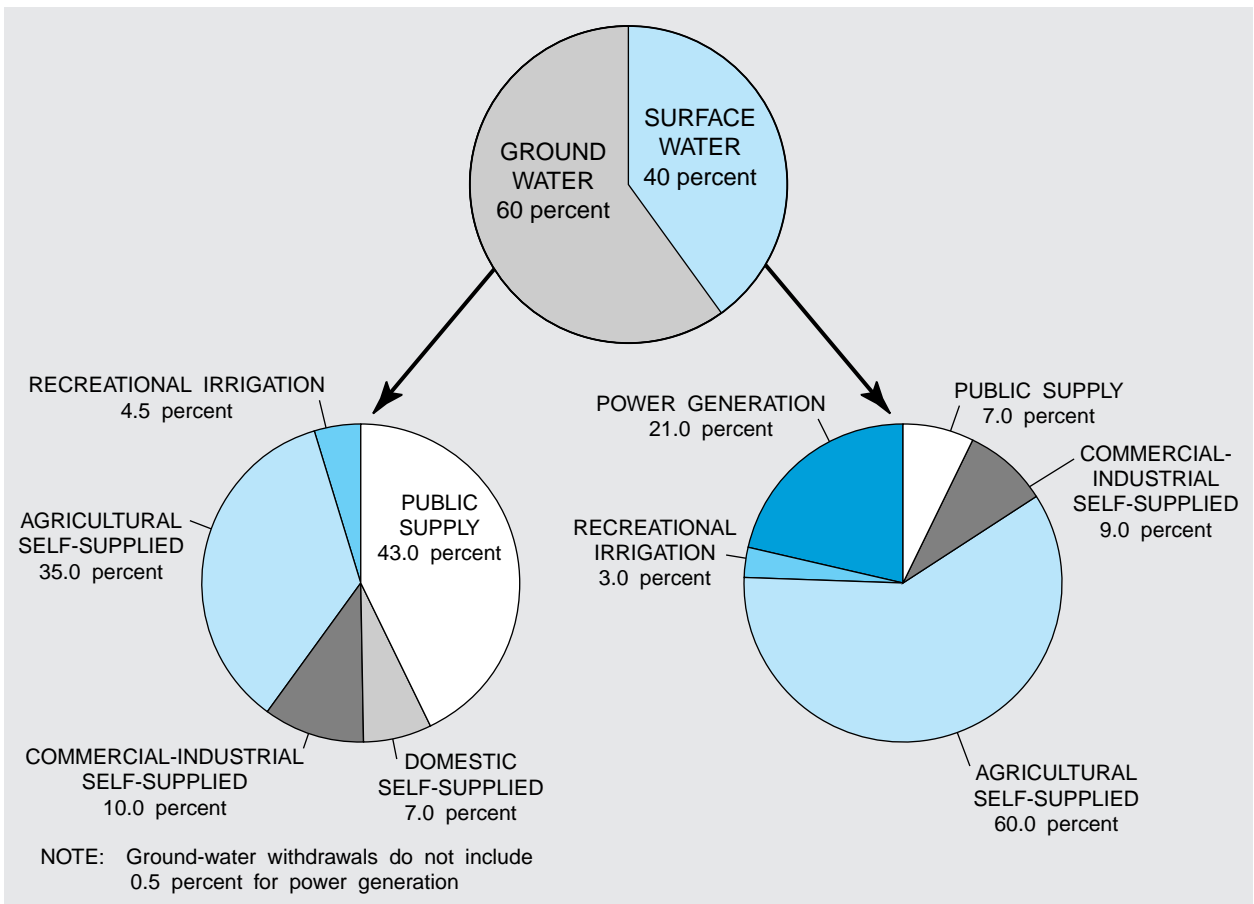 SURFACE
WATER
40 percent
GROUND
WATER
60 percent
RECREATIONAL IRRIGATION
4.5 percent
AGRICULTURAL
SELF-SUPPLIED
35.0 percent
PUBLIC
SUPPLY
43.0 percent
COMMERCIAL-INDUSTRIAL
SELF-SUPPLIED
10.0 percent
DOMESTIC
SELF-SUPPLIED
7.0 percent
POWER GENERATION
21.0 percent
PUBLIC SUPPLY
7.0 percent
COMMERCIAL-
INDUSTRIAL
SELF-SUPPLIED
9.0 percent
RECREATIONAL
IRRIGATION
3.0 percent
AGRICULTURAL
SELF-SUPPLIED
60.0 percent
NOTE: Ground-water withdrawals do not include
0.5 percent for power generation